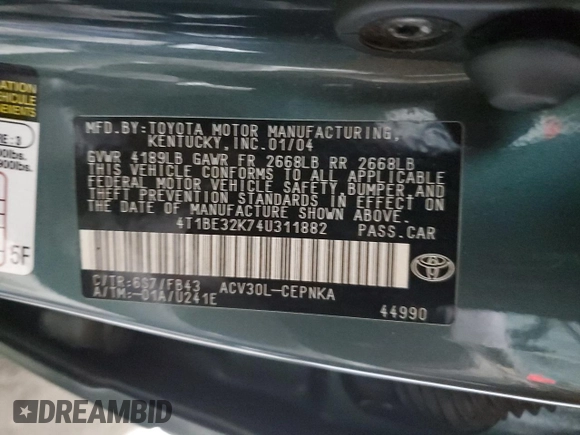 MFD.BY:TOYOTA MOTOR MANUFACTURING,
KENTUCKY, INC.01/04
GVWR 4189LB GAWR FR 2668LB RR 2668LB
THIS VEHICLE CONFORMS TO ALL APPLICABLE
FEDERAL MOTOR VEHICLE SAFETY,BUMPER,AND
THEFT PREVENTION STANDARDS IN EFFECT ON
THE DATE OF MANUFACTURE SHOWN ABOVE.
4T1BE32K74U311882 PASS.CAR
C/TR:6S7/FB43 ACV30L-CEPNKA
A/TM:-01A/U241E
44990
5F
DREAMBID